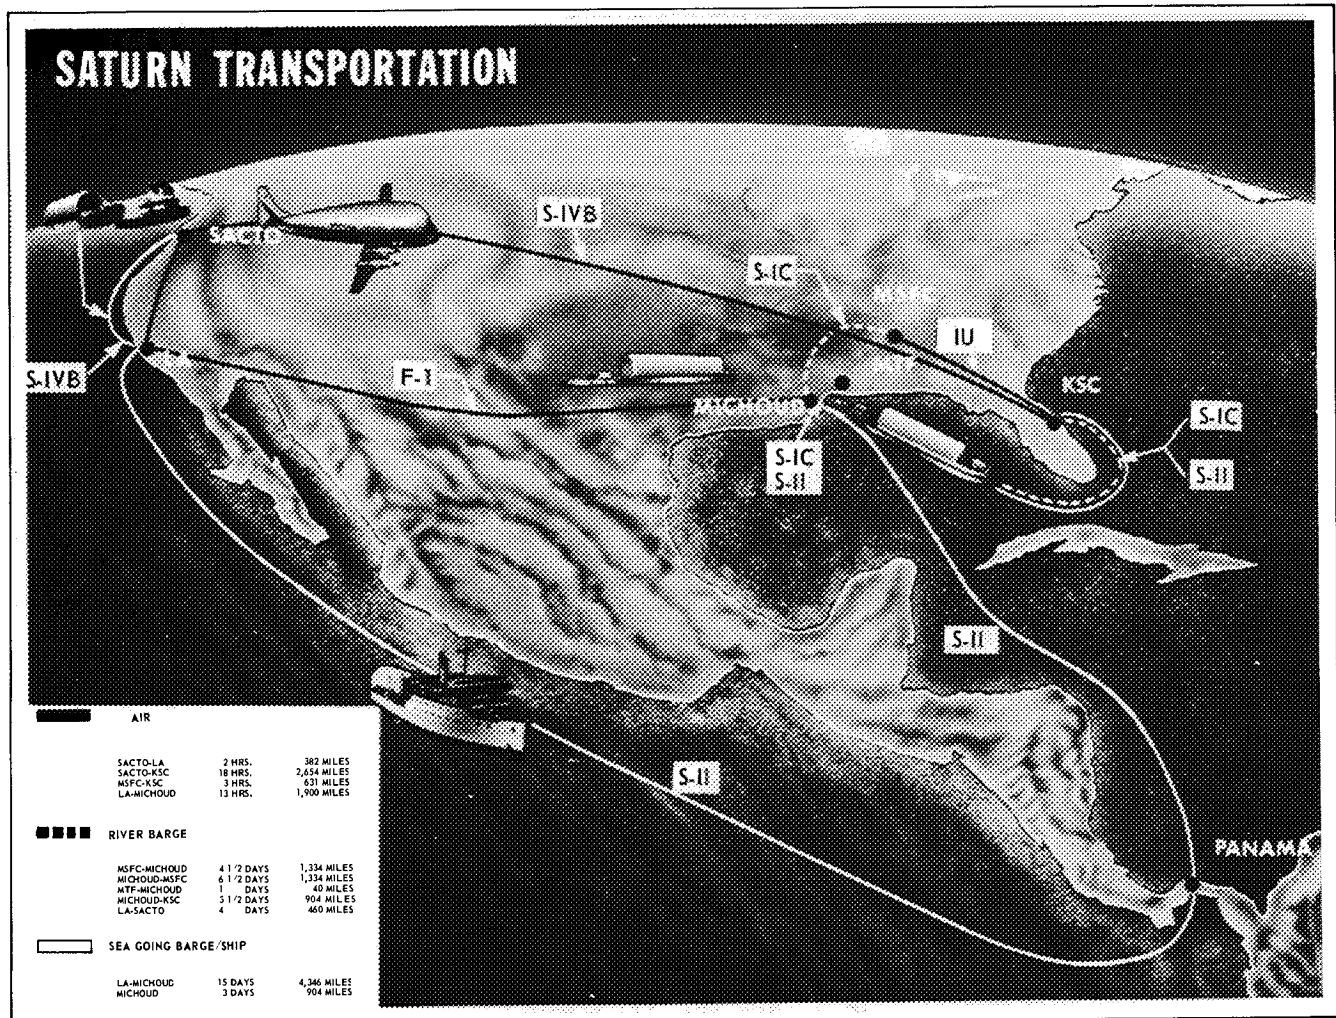 SATURN TRANSPORTATION
SACTO
S-IVB
S-IC
MSFC
IU
KSC
S-IVB
F-1
MICHOUD
S-IC
S-II
S-IC
S-II
S-II
S-II
PANAMA
AIR
SACTO-LA 2 HRS. 382 MILES
SACTO-KSC 18 HRS. 2,654 MILES
MSFC-KSC 3 HRS. 631 MILES
LA-MICHOUD 13 HRS. 1,900 MILES
RIVER BARGE
MSFC-MICHOUD 4 1/2 DAYS 1,334 MILES
MICHOUD-MSFC 6 1/2 DAYS 1,334 MILES
MTF-MICHOUD 1 DAYS 40 MILES
MICHOUD-KSC 3 1/2 DAYS 904 MILES
LA-SACTO 4 DAYS 460 MILES
SEA GOING BARGE/SHIP
LA-MICHOUD 15 DAYS 4,346 MILES
MICHOUD 3 DAYS 904 MILES